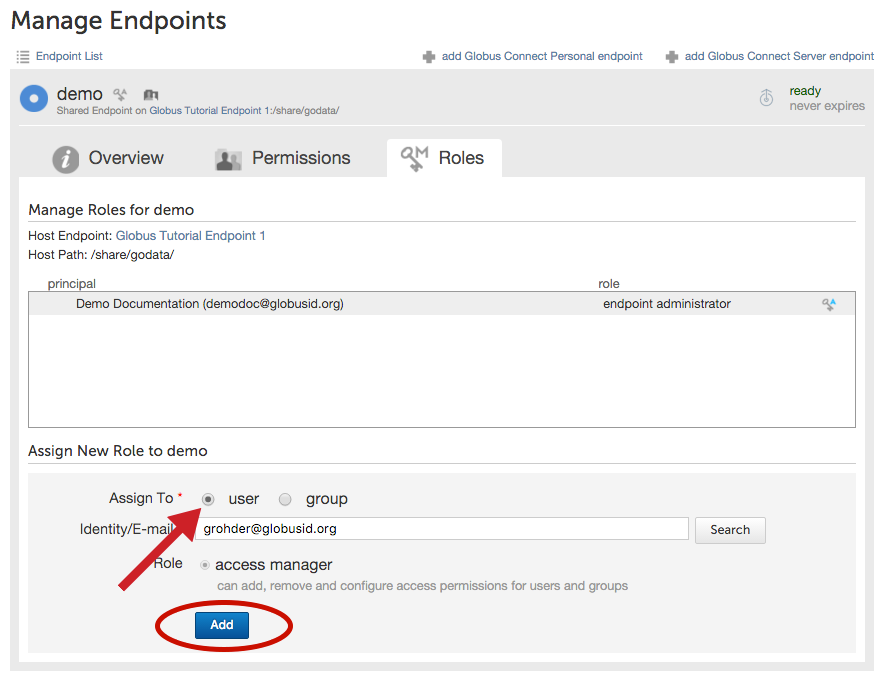 Manage Endpoints
Endpoint List add Globus Connect Personal endpoint add Globus Connect Server endpoint
demo ready
Shared Endpoint on Globus Tutorial Endpoint 1:/share/godata/ never expires
Overview Permissions Roles
Manage Roles for demo
Host Endpoint: Globus Tutorial Endpoint 1
Host Path: /share/godata/
principal role
Demo Documentation (demodoc@globusid.org) endpoint administrator
Assign New Role to demo
Assign To * user group
Identity/E-mail grohder@globusid.org Search
Role access manager
can add, remove and configure access permissions for users and groups
Add